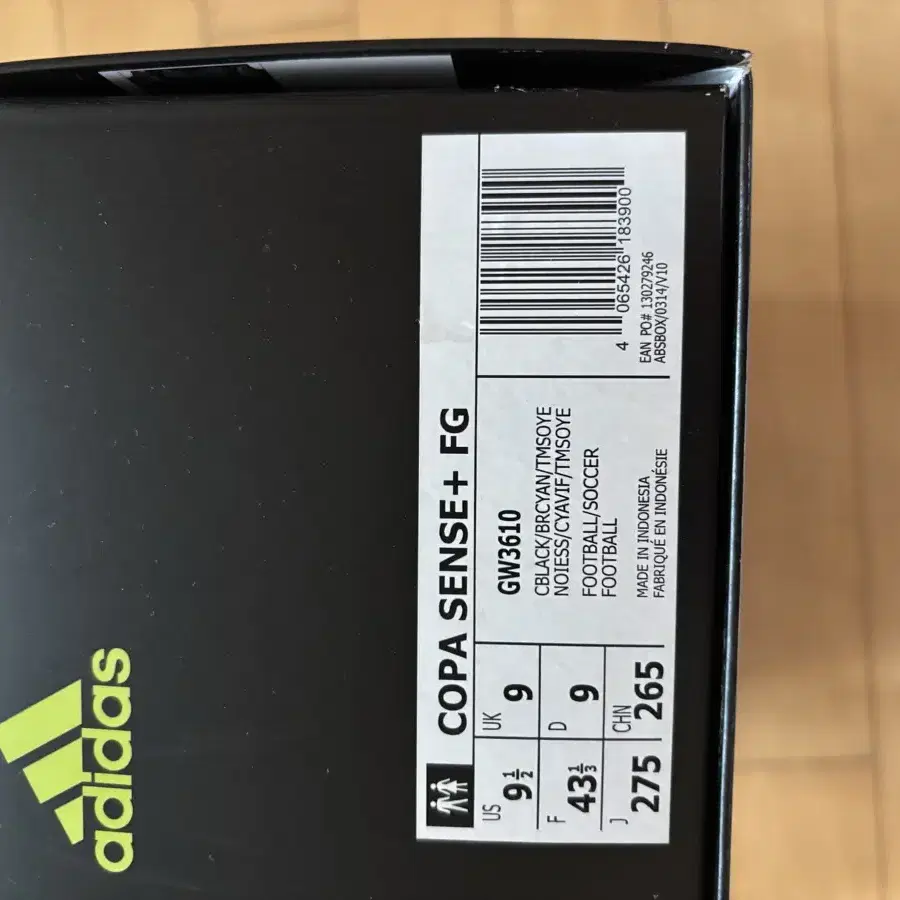 adidas
COPA SENSE+ FG
US
9½
UK
9
F
43⅓
D
9
J
275
CHN
265
GW3610
CBLACK/BRCYAN/TMSOYE
NOIESS/CYAVIF/TMSOYE
FOOTBALL/SOCCER
FOOTBALL
MADE IN INDONESIA
FABRIQUÉ EN INDONÉSIE
4 065426 183900
EAN PO# 130279246
ABSBOX/0314/V10